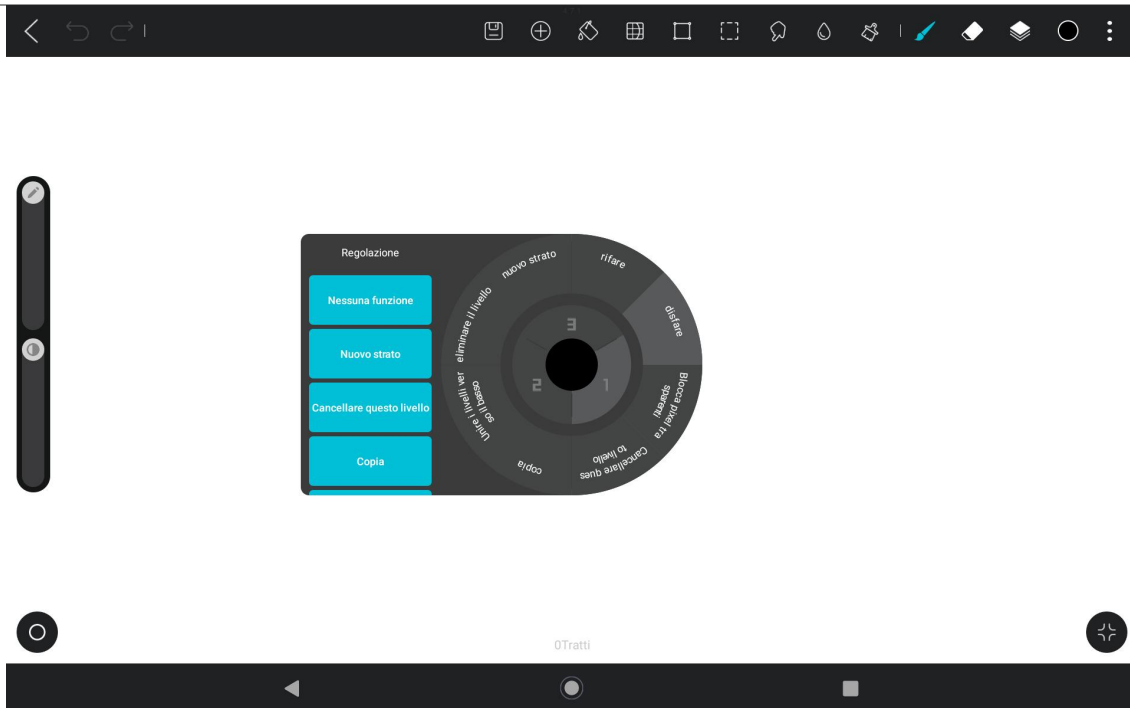 Regolazione
Nessuna funzione
Nuovo strato
Cancellare questo livello
Copia
nuovo strato
rifare
disfare
Blocca pixel tra
sparenti
Cancellare ques
to livello
copia
Unire i livelli ver
so il basso
eliminare il livello
3
2
1
0Tratti